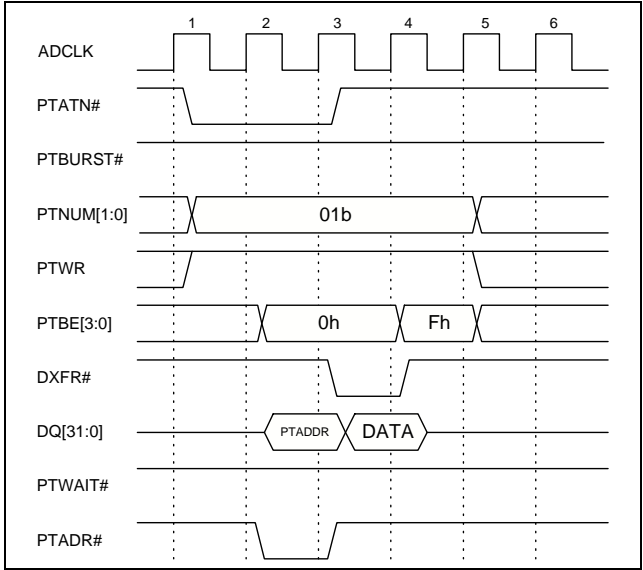 1 2 3 4 5 6
ADCLK
PTATN#
PTBURST#
PTNUM[1:0] 01b
PTWR
PTBE[3:0] 0h Fh
DXFR#
DQ[31:0] PTADDR DATA
PTWAIT#
PTADR#